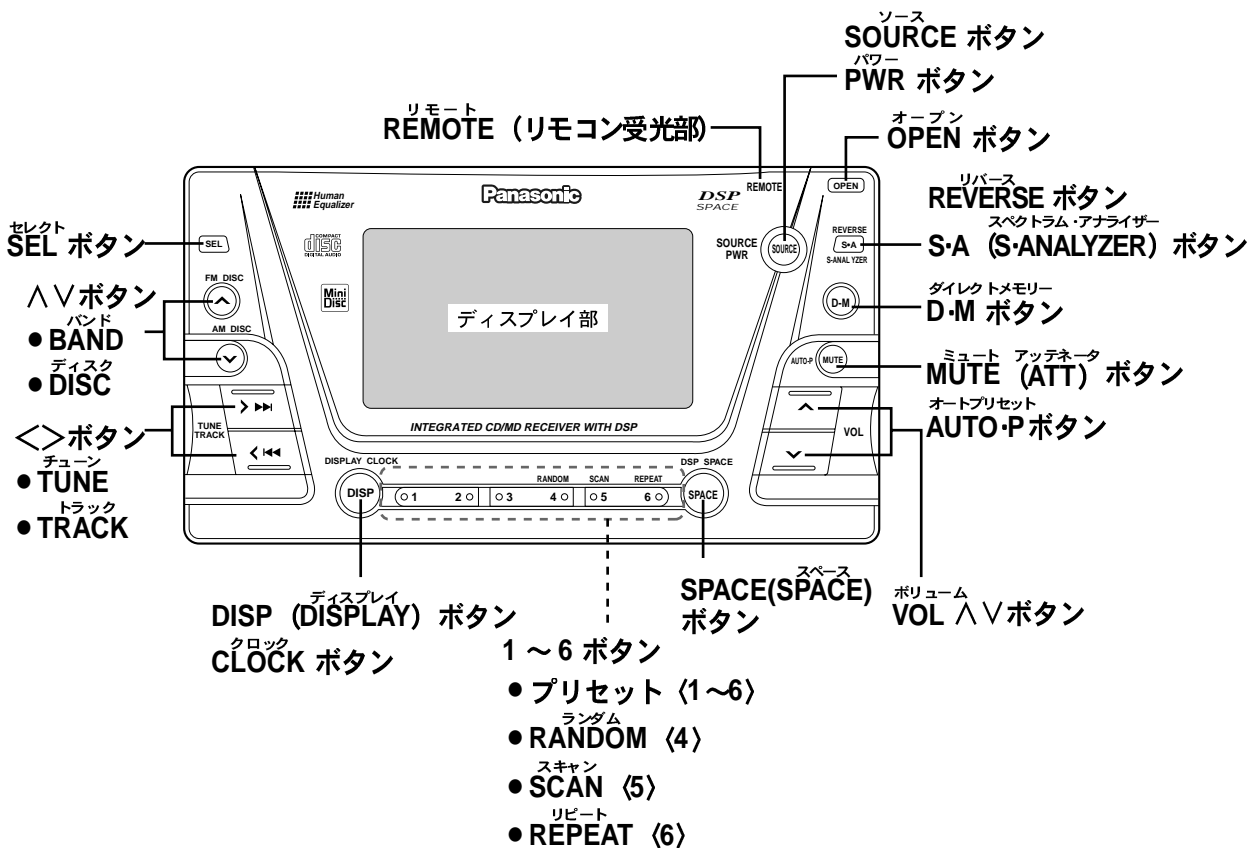 ソース
SOURCE ボタン
パワー
PWR ボタン
リモート
REMOTE（リモコン受光部）
オープン
OPEN ボタン
リバース
REVERSE ボタン
スペクトラム・アナライザー
S·A（S·ANALYZER）ボタン
ダイレクトメモリー
D·M ボタン
ミュート アッテネータ
MUTE（ATT）ボタン
オートプリセット
AUTO·Pボタン
セレクト
SEL ボタン
∧∨ボタン
バンド
●BAND
ディスク
●DISC
＜＞ボタン
チューン
●TUNE
トラック
●TRACK
Human
Equalizer
Panasonic
DSP
SPACE
REMOTE
OPEN
SEL
COMPACT
disc
DIGITAL AUDIO
SOURCE
PWR
SOURCE
REVERSE
S•A
S-ANAL YZER
FM DISC
Mini
Disc
ディスプレイ部
D-M
AM DISC
AUTO-P
MUTE
TUNE
TRACK
VOL
INTEGRATED CD/MD RECEIVER WITH DSP
DISPLAY CLOCK
DSP SPACE
RANDOM SCAN REPEAT
DISP
1 2 3 4 5 6
SPACE
ディスプレイ
DISP（DISPLAY）ボタン
クロック
CLOCK ボタン
スペース
SPACE(SPACE)
ボタン
ボリューム
VOL ∧∨ボタン
1 ～ 6 ボタン
●プリセット〈1～6〉
ランダム
●RANDOM〈4〉
スキャン
●SCAN〈5〉
リピート
●REPEAT〈6〉